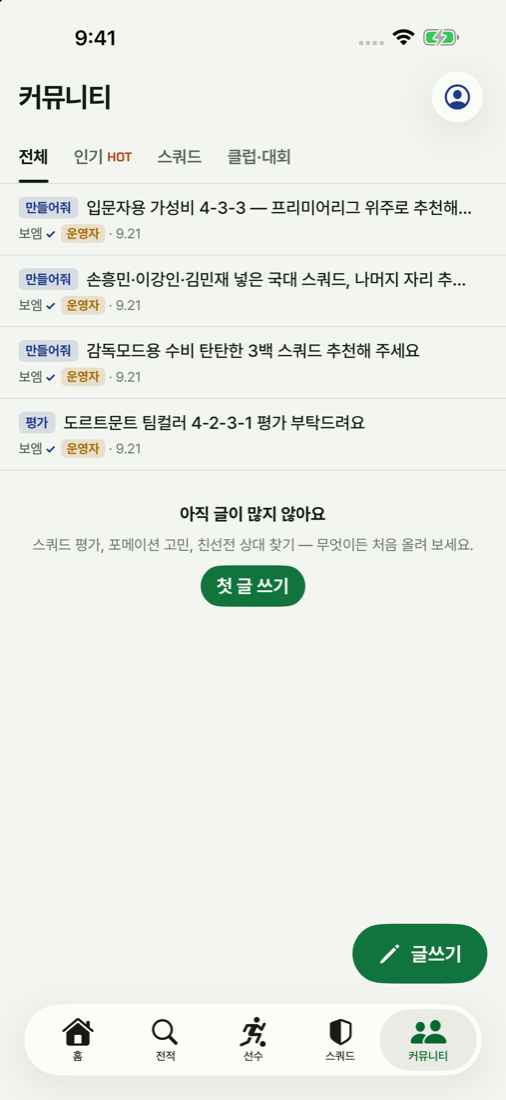 9:41
커뮤니티
전체 인기 HOT 스쿼드 클럽·대회
만들어줘 입문자용 가성비 4-3-3 — 프리미어리그 위주로 추천해...
보엠 운영자 · 9.21
만들어줘 손흥민·이강인·김민재 넣은 국대 스쿼드, 나머지 자리 추...
보엠 운영자 · 9.21
만들어줘 감독모드용 수비 탄탄한 3백 스쿼드 추천해 주세요
보엠 운영자 · 9.21
평가 도르트문트 팀컬러 4-2-3-1 평가 부탁드려요
보엠 운영자 · 9.21
아직 글이 많지 않아요
스쿼드 평가, 포메이션 고민, 친선전 상대 찾기 — 무엇이든 처음 올려 보세요.
첫 글 쓰기
글쓰기
홈 전적 선수 스쿼드 커뮤니티